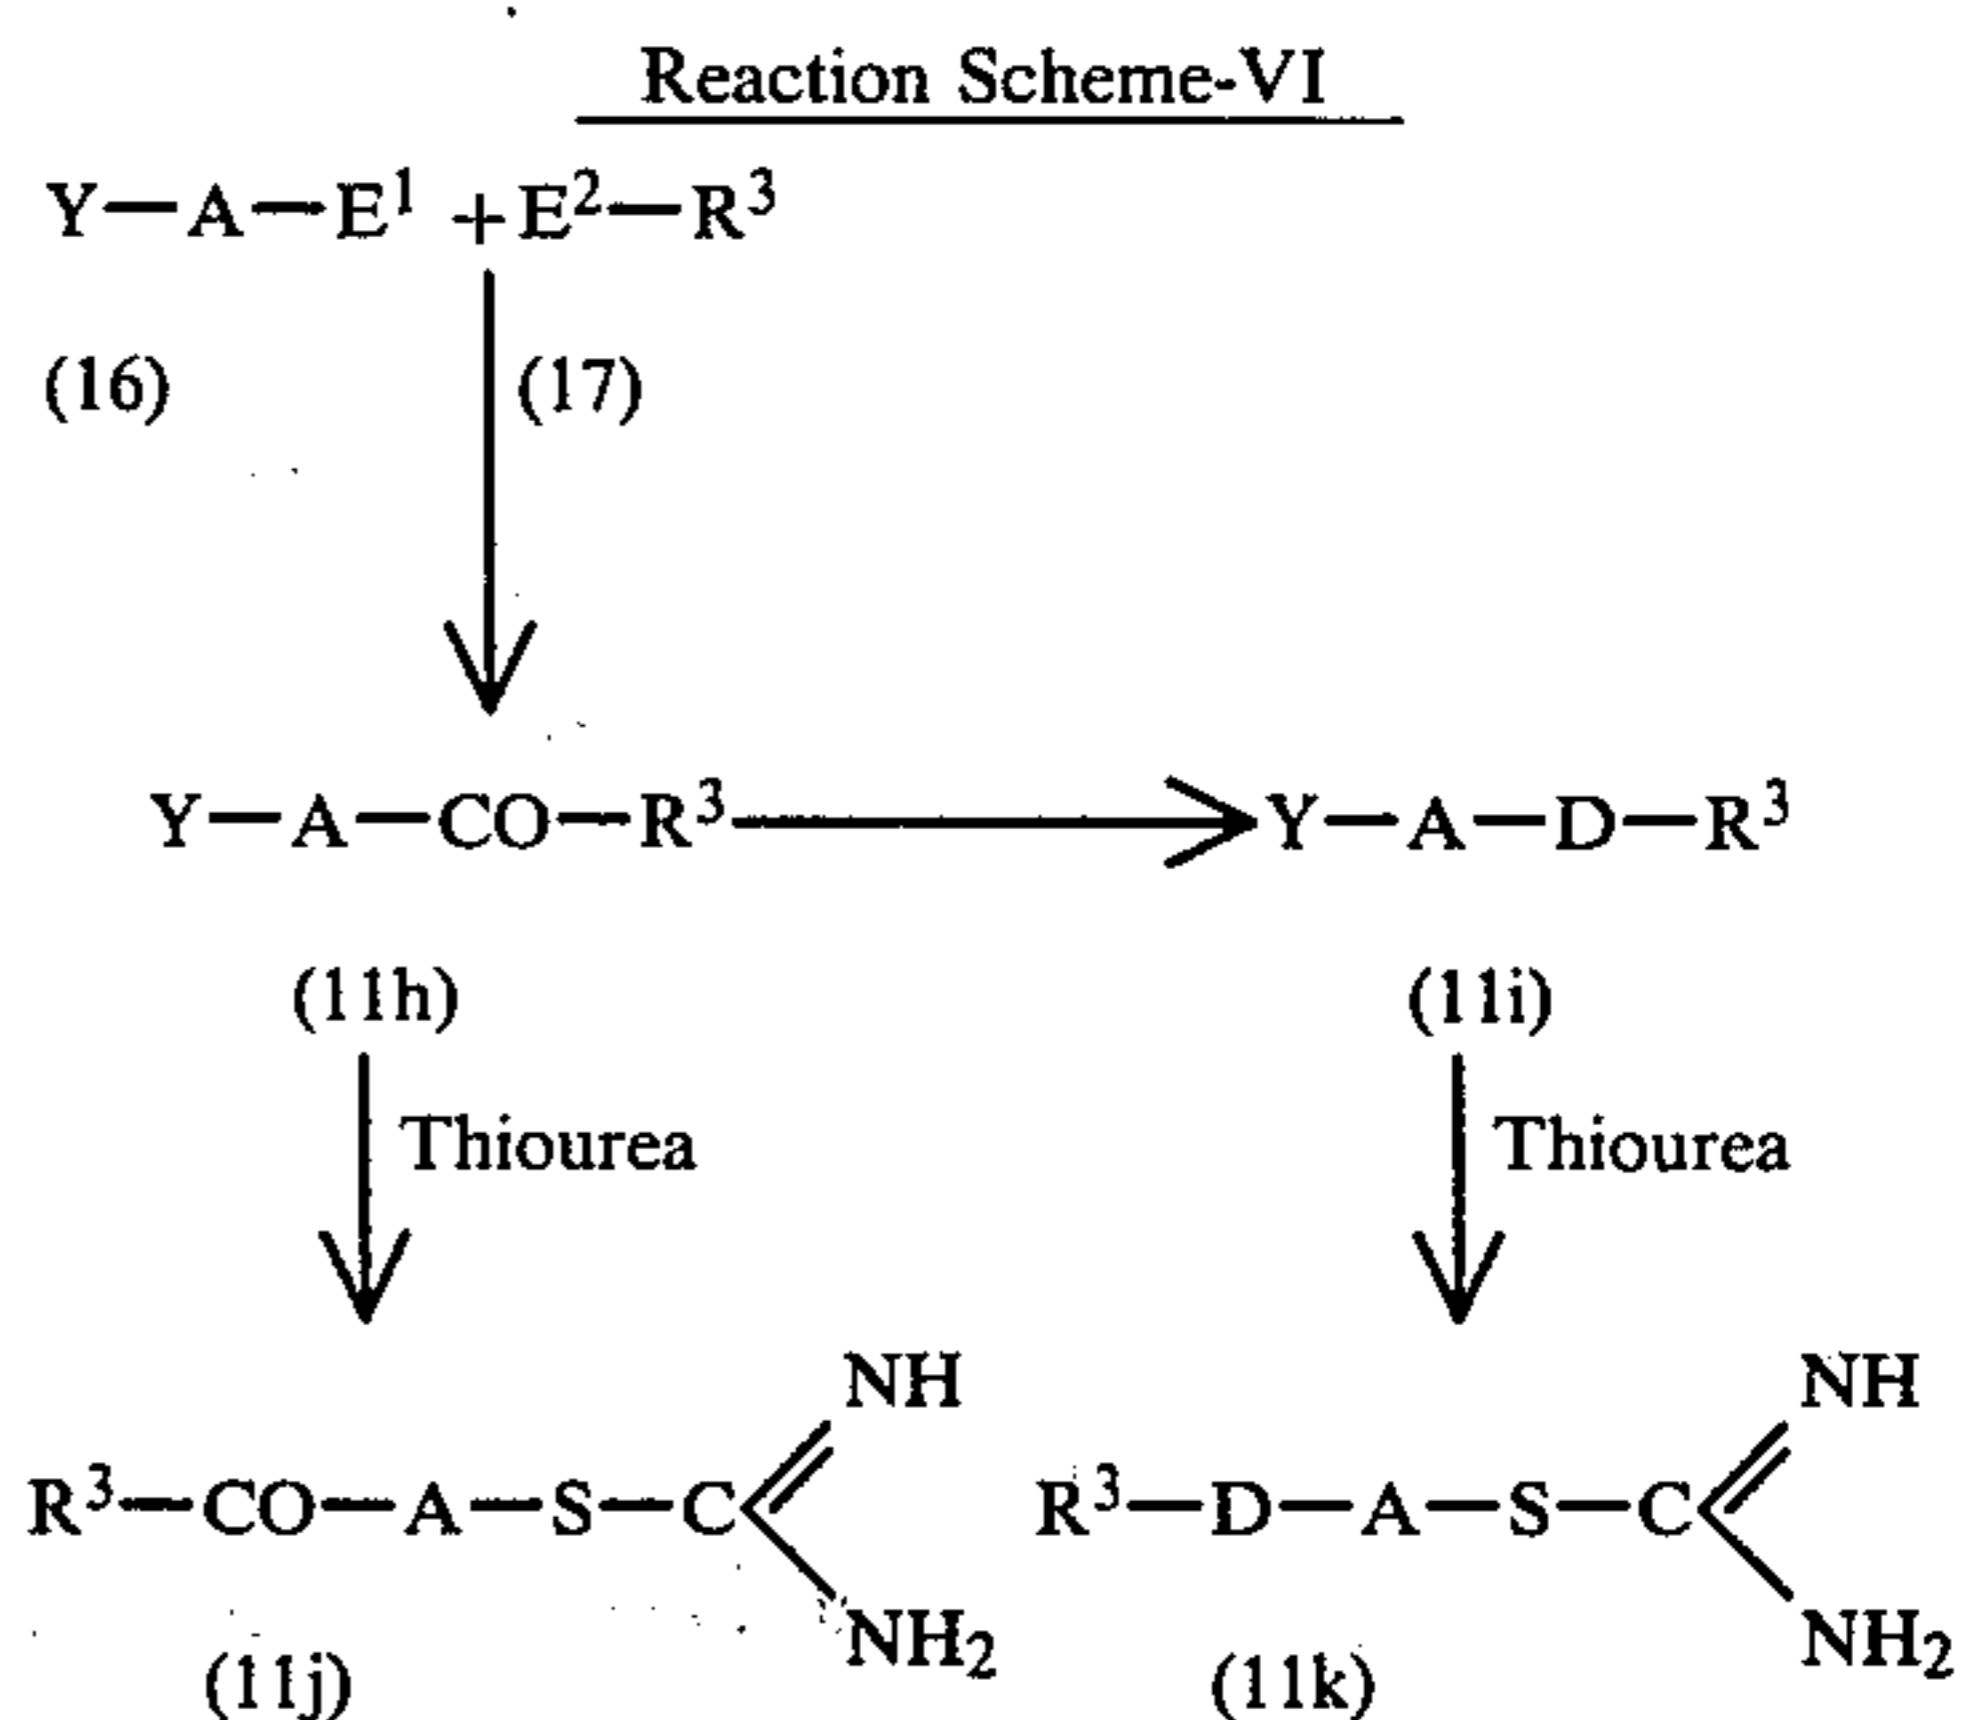 Reaction Scheme-VI
Y—A—E¹ + E²—R³
(16) (17)
Y—A—CO—R³ Y—A—D—R³
(11h) (11i)
Thiourea Thiourea
NH NH
R³—CO—A—S—C R³—D—A—S—C
NH₂ NH₂
(11j) (11k)